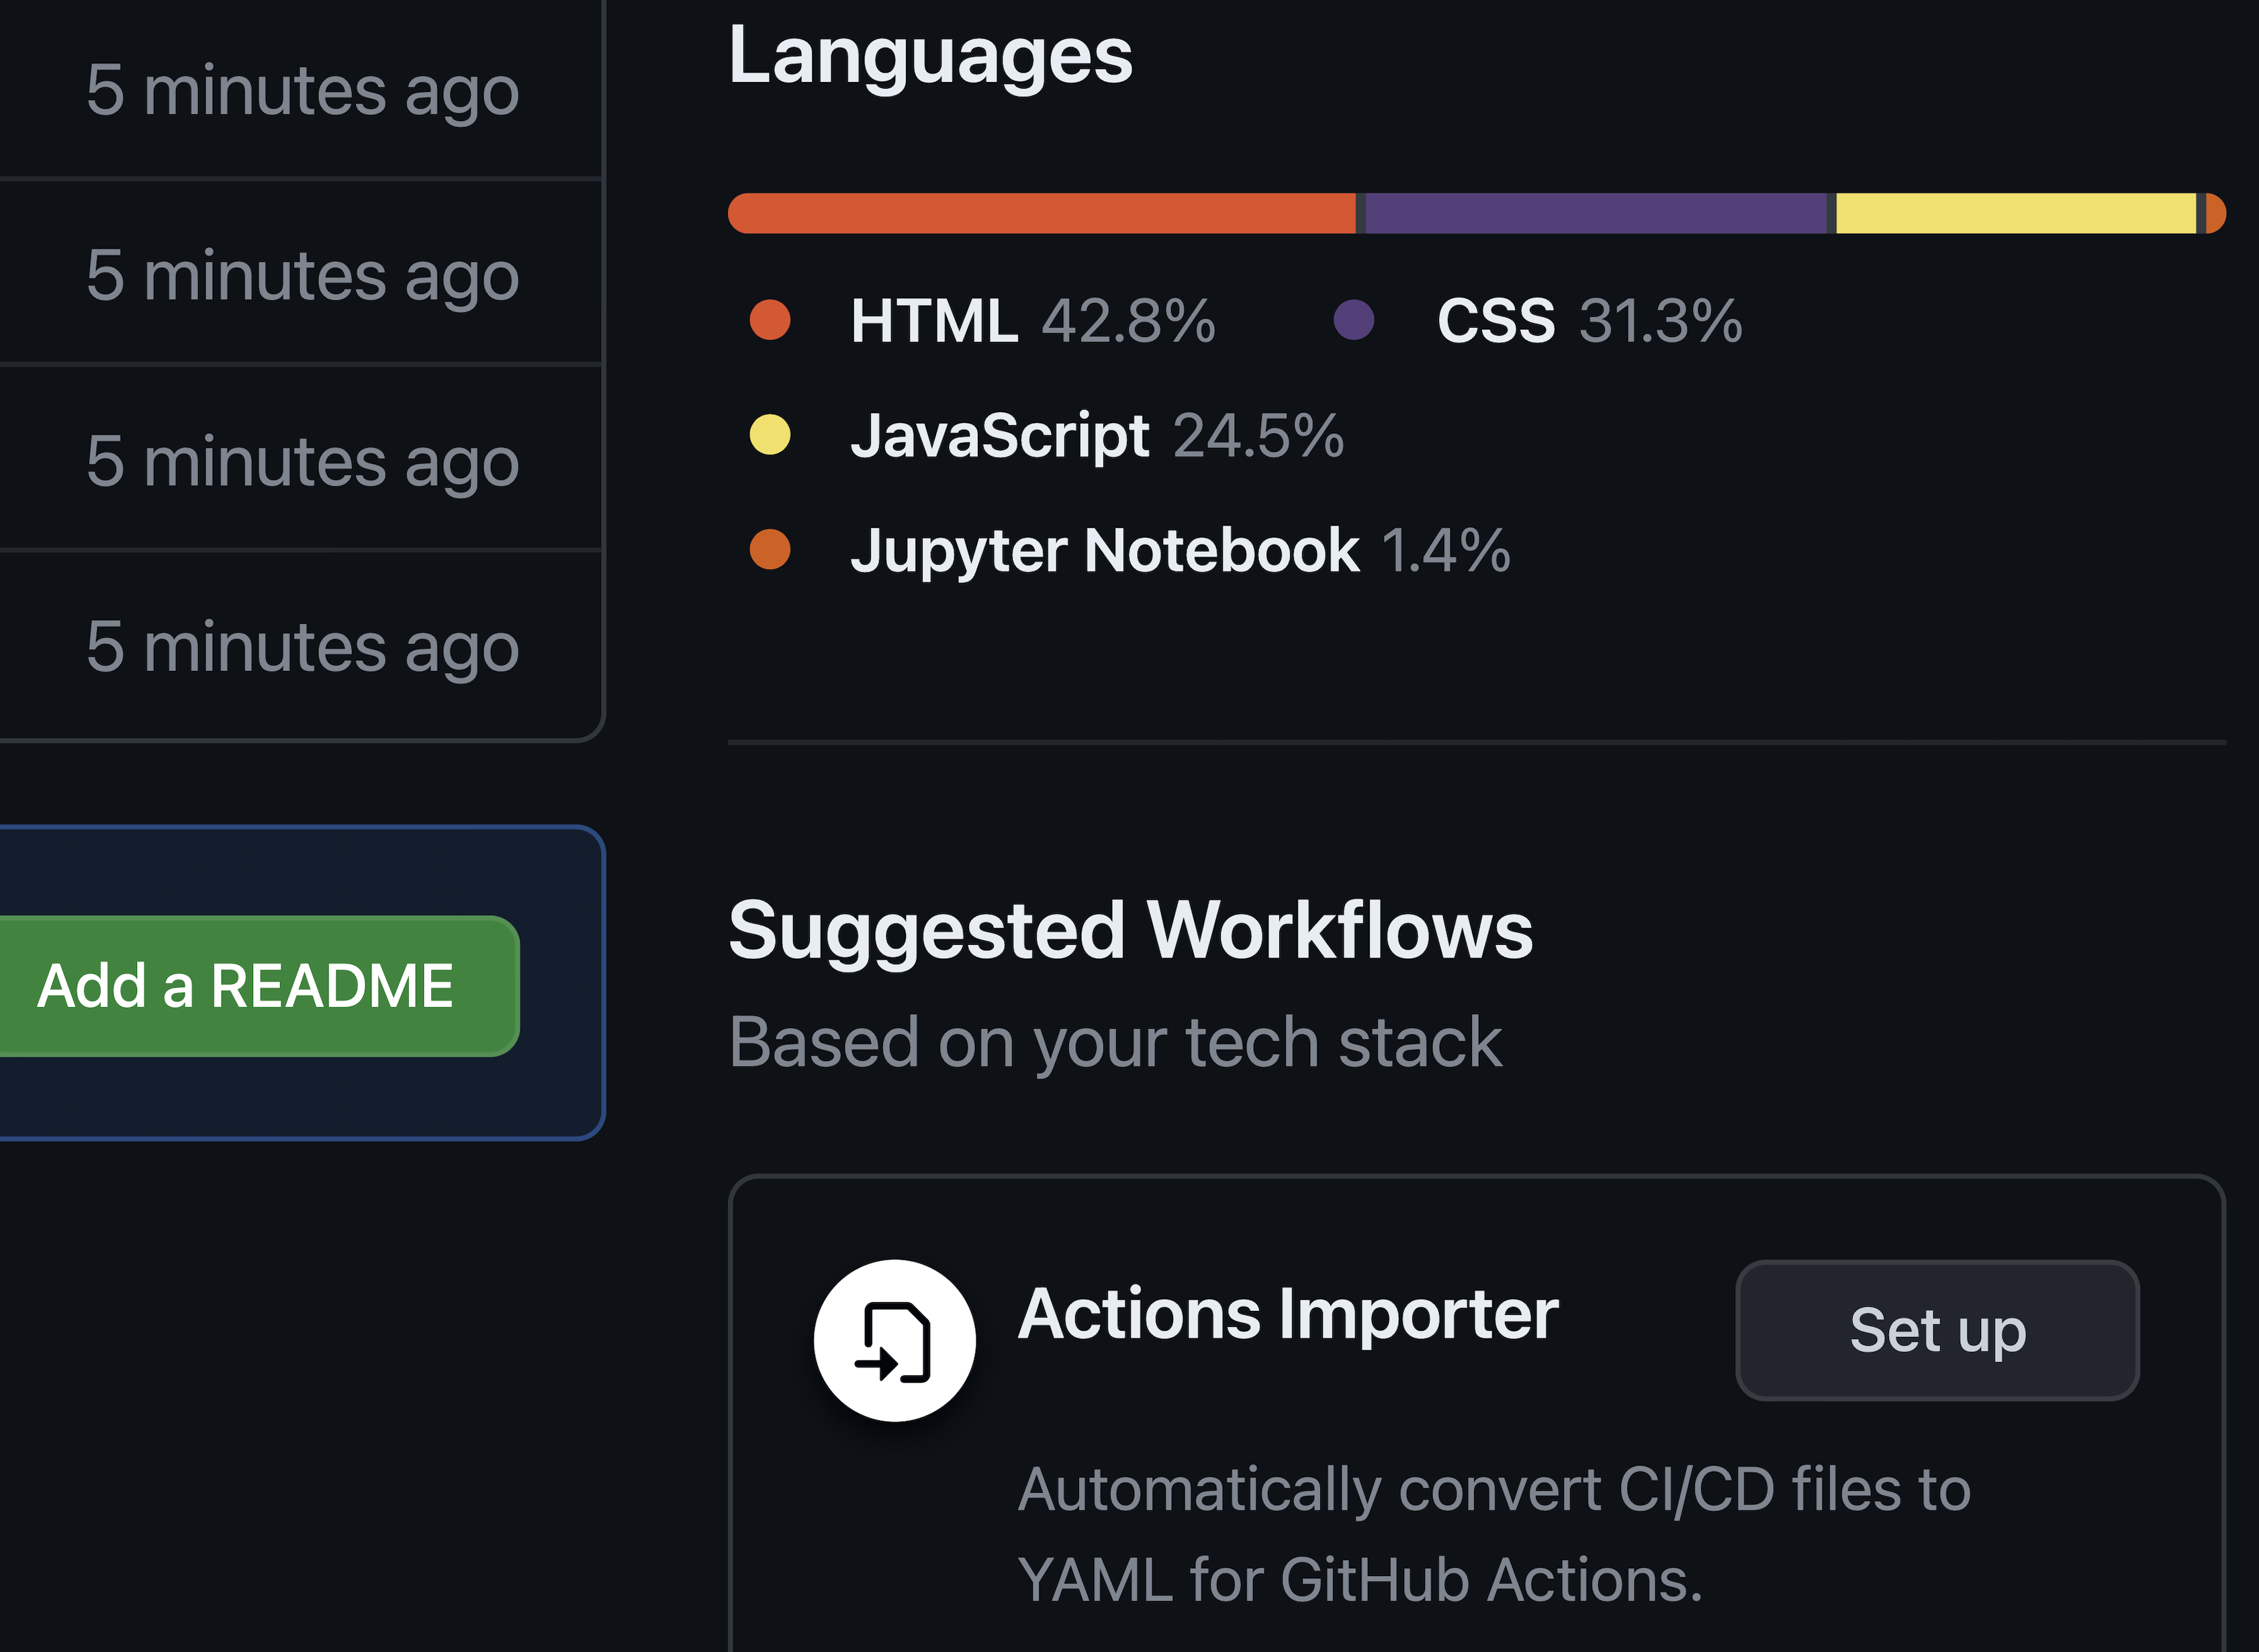 5 minutes ago
5 minutes ago
5 minutes ago
5 minutes ago
Add a README
Languages
HTML 42.8% CSS 31.3%
JavaScript 24.5%
Jupyter Notebook 1.4%
Suggested Workflows
Based on your tech stack
Actions Importer
Set up
Automatically convert CI/CD files to
YAML for GitHub Actions.